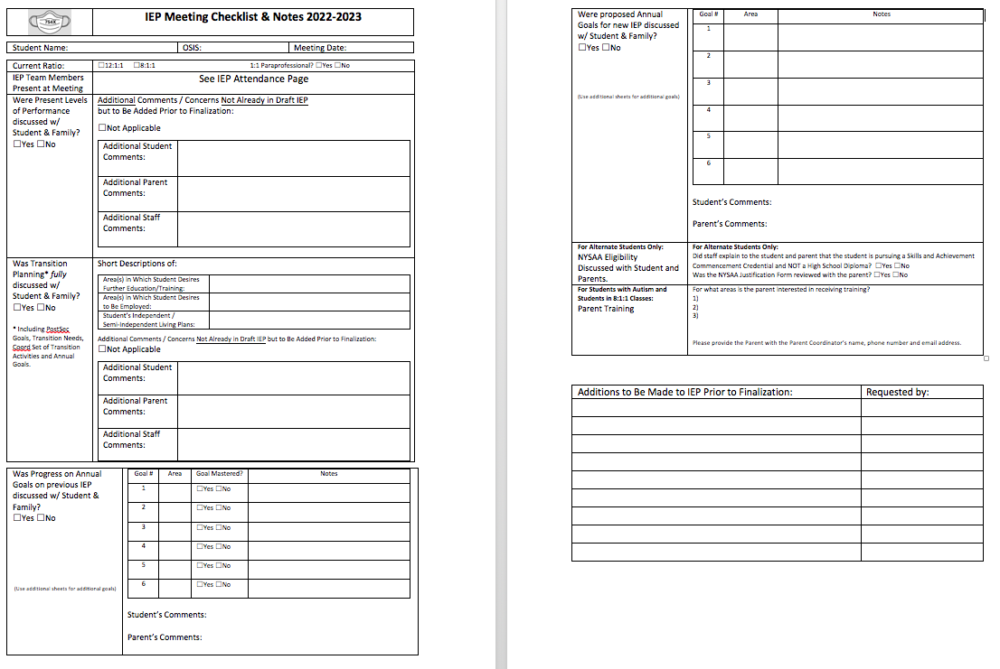 754X
IEP Meeting Checklist & Notes 2022-2023
Student Name: OSIS: Meeting Date:
Current Ratio: ☐12:1:1 ☐8:1:1 1:1 Paraprofessional? ☐Yes ☐No
IEP Team Members
Present at Meeting
See IEP Attendance Page
Were Present Levels
of Performance
discussed w/
Student & Family?
☐Yes ☐No
Additional Comments / Concerns Not Already in Draft IEP
but to Be Added Prior to Finalization:
☐Not Applicable
Additional Student
Comments:
Additional Parent
Comments:
Additional Staff
Comments:
Was Transition
Planning* fully
discussed w/
Student & Family?
☐Yes ☐No
* Including PostSec
Goals, Transition Needs,
Coord Set of Transition
Activities and Annual
Goals.
Short Descriptions of:
Area(s) in Which Student Desires
Further Education/Training:
Area(s) in Which Student Desires
to Be Employed:
Student's Independent /
Semi-Independent Living Plans:
Additional Comments / Concerns Not Already in Draft IEP but to Be Added Prior to Finalization:
☐Not Applicable
Additional Student
Comments:
Additional Parent
Comments:
Additional Staff
Comments:
Was Progress on Annual
Goals on previous IEP
discussed w/ Student &
Family?
☐Yes ☐No
(Use additional sheets for additional goals)
Goal # Area Goal Mastered? Notes
1 ☐Yes ☐No
2 ☐Yes ☐No
3 ☐Yes ☐No
4 ☐Yes ☐No
5 ☐Yes ☐No
6 ☐Yes ☐No
Student's Comments:
Parent's Comments:
Were proposed Annual
Goals for new IEP discussed
w/ Student & Family?
☐Yes ☐No
(Use additional sheets for additional goals)
Goal # Area Notes
1
2
3
4
5
6
Student's Comments:
Parent's Comments:
For Alternate Students Only:
NYSAA Eligibility
Discussed with Student and
Parents.
For Alternate Students Only:
Did staff explain to the student and parent that the student is pursuing a Skills and Achievement
Commencement Credential and NOT a High School Diploma? ☐Yes ☐No
Was the NYSAA Justification Form reviewed with the parent? ☐Yes ☐No
For Students with Autism and
Students in 8:1:1 Classes:
Parent Training
For what areas is the parent interested in receiving training?
1)
2)
3)
Please provide the Parent with the Parent Coordinator's name, phone number and email address.
Additions to Be Made to IEP Prior to Finalization: Requested by: